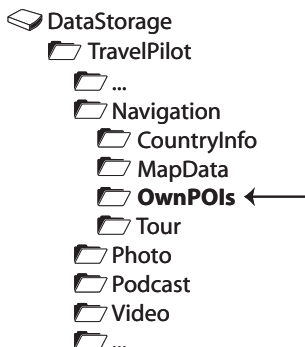 DataStorage
TravelPilot
...
Navigation
CountryInfo
MapData
OwnPOIs
Tour
Photo
Podcast
Video
...